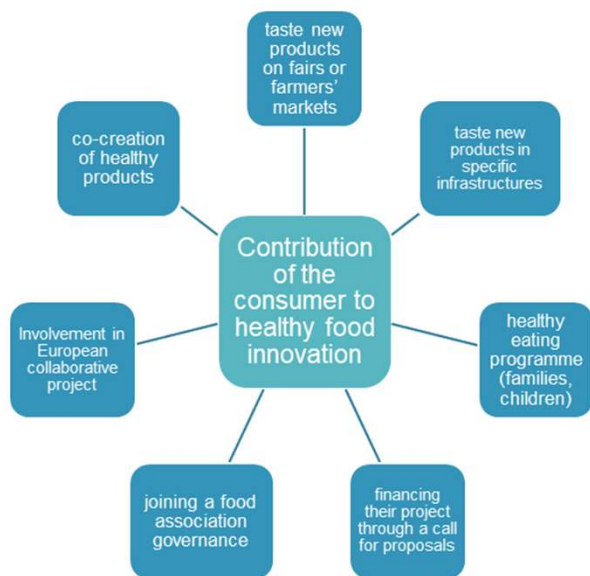 taste new
products
on fairs or
farmers'
markets
taste new
products in
specific
infrastructures
healthy
eating
programme
(families,
children)
financing
their project
through a call
for proposals
joining a food
association
governance
Involvement in
European
collaborative
project
co-creation
of healthy
products
Contribution
of the
consumer to
healthy food
innovation